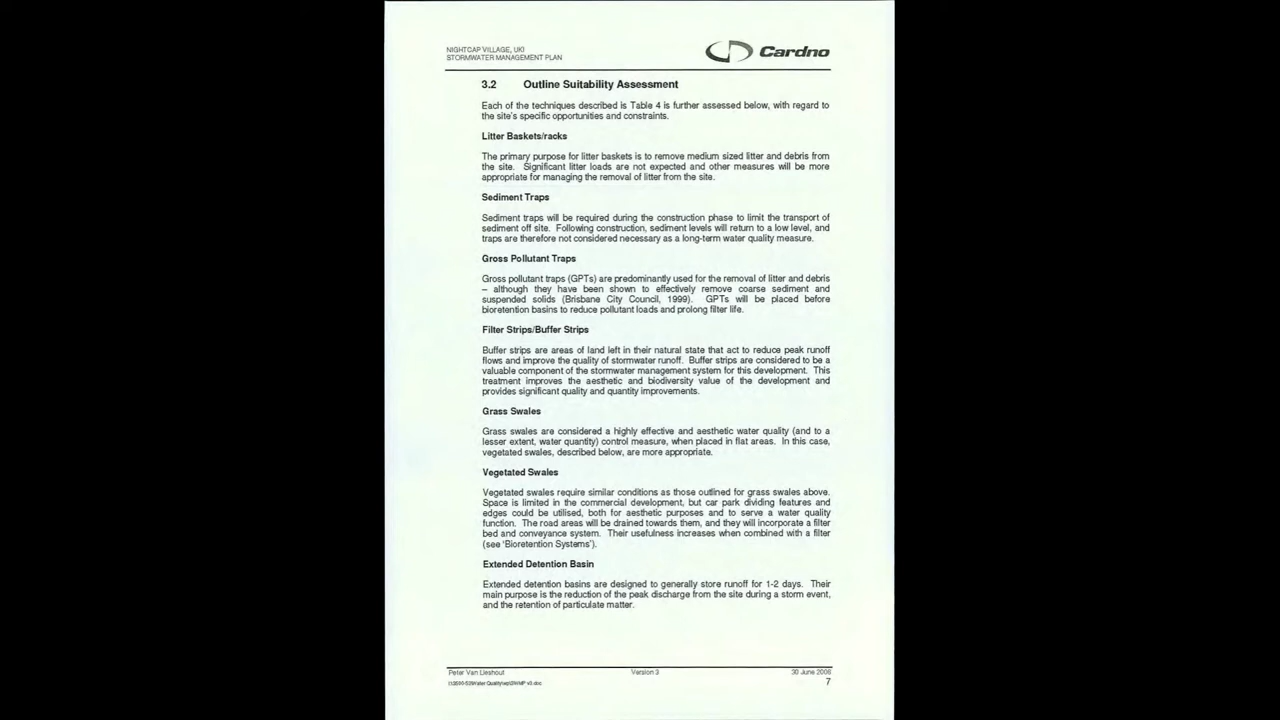 NIGHTCAP VILLAGE, UKI
STORMWATER MANAGEMENT PLAN
Cardno
3.2 Outline Suitability Assessment
Each of the techniques described is Table 4 is further assessed below, with regard to
the site's specific opportunities and constraints.
Litter Baskets/racks
The primary purpose for litter baskets is to remove medium sized litter and debris from
the site. Significant litter loads are not expected and other measures will be more
appropriate for managing the removal of litter from the site.
Sediment Traps
Sediment traps will be required during the construction phase to limit the transport of
sediment off site. Following construction, sediment levels will return to a low level, and
traps are therefore not considered necessary as a long-term water quality measure.
Gross Pollutant Traps
Gross pollutant traps (GPTs) are predominantly used for the removal of litter and debris
– although they have been shown to effectively remove coarse sediment and
suspended solids (Brisbane City Council, 1999). GPTs will be placed before
bioretention basins to reduce pollutant loads and prolong filter life.
Filter Strips/Buffer Strips
Buffer strips are areas of land left in their natural state that act to reduce peak runoff
flows and improve the quality of stormwater runoff. Buffer strips are considered to be a
valuable component of the stormwater management system for this development. This
treatment improves the aesthetic and biodiversity value of the development and
provides significant quality and quantity improvements.
Grass Swales
Grass swales are considered a highly effective and aesthetic water quality (and to a
lesser extent, water quantity) control measure, when placed in flat areas. In this case,
vegetated swales, described below, are more appropriate.
Vegetated Swales
Vegetated swales require similar conditions as those outlined for grass swales above.
Space is limited in the commercial development, but car park dividing features and
edges could be utilised, both for aesthetic purposes and to serve a water quality
function. The road areas will be drained towards them, and they will incorporate a filter
bed and conveyance system. Their usefulness increases when combined with a filter
(see 'Bioretention Systems').
Extended Detention Basin
Extended detention basins are designed to generally store runoff for 1-2 days. Their
main purpose is the reduction of the peak discharge from the site during a storm event,
and the retention of particulate matter.
Peter Van Lieshout Version 3 30 June 2006
7